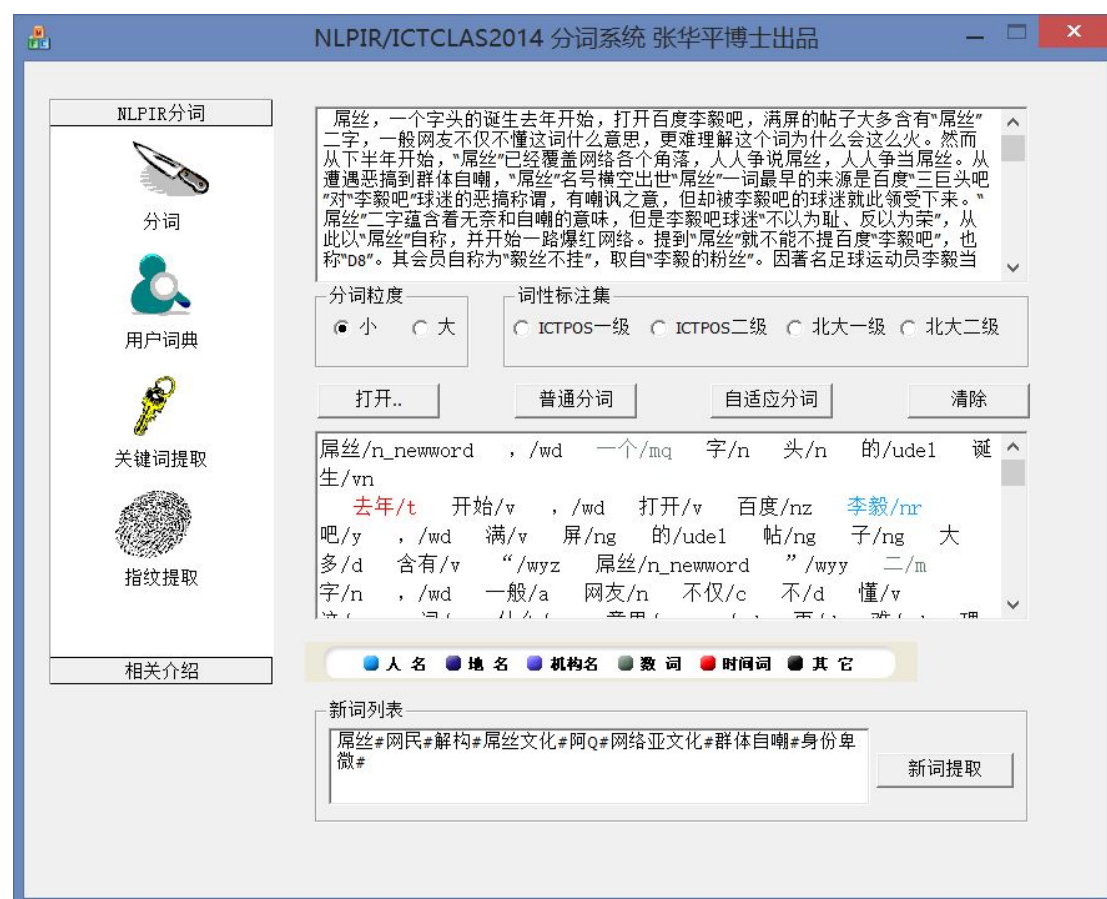 NLPIR/ICTCLAS2014 分词系统 张华平博士出品
NLPIR分词
分词
用户词典
关键词提取
指纹提取
相关介绍
屌丝，一个字头的诞生去年开始，打开百度李毅吧，满屏的帖子大多含有“屌丝”
二字，一般网友不仅不懂这词什么意思，更难理解这个词为什么会这么火。然而
从下半年开始，“屌丝”已经覆盖网络各个角落，人人争说屌丝，人人争当屌丝。从
遭遇恶搞到群体自嘲，“屌丝”名号横空出世“屌丝”一词最早的来源是百度“三巨头吧
”对“李毅吧”球迷的恶搞称谓，有嘲讽之意，但却被李毅吧的球迷就此领受下来。“
屌丝”二字蕴含着无奈和自嘲的意味，但是李毅吧球迷“不以为耻、反以为荣”，从
此以“屌丝”自称，并开始一路爆红网络。提到“屌丝”就不能不提百度“李毅吧”，也
称“D8”。其会员自称为“毅丝不挂”，取自“李毅的粉丝”。因著名足球运动员李毅当
分词粒度
小 大
词性标注集
ICTPOS一级 ICTPOS二级 北大一级 北大二级
打开.. 普通分词 自适应分词 清除
屌丝/n_newword ，/wd 一个/mq 字/n 头/n 的/ude1 诞
生/vn
去年/t 开始/v ，/wd 打开/v 百度/nz 李毅/nr
吧/y ，/wd 满/v 屏/ng 的/ude1 帖/ng 子/ng 大
多/d 含有/v “/wyz 屌丝/n_newword ”/wyy 二/m
字/n ，/wd 一般/a 网友/n 不仅/c 不/d 懂/v
人名 地名 机构名 数词 时间词 其它
新词列表
屌丝#网民#解构#屌丝文化#阿Q#网络亚文化#群体自嘲#身份卑
微#
新词提取